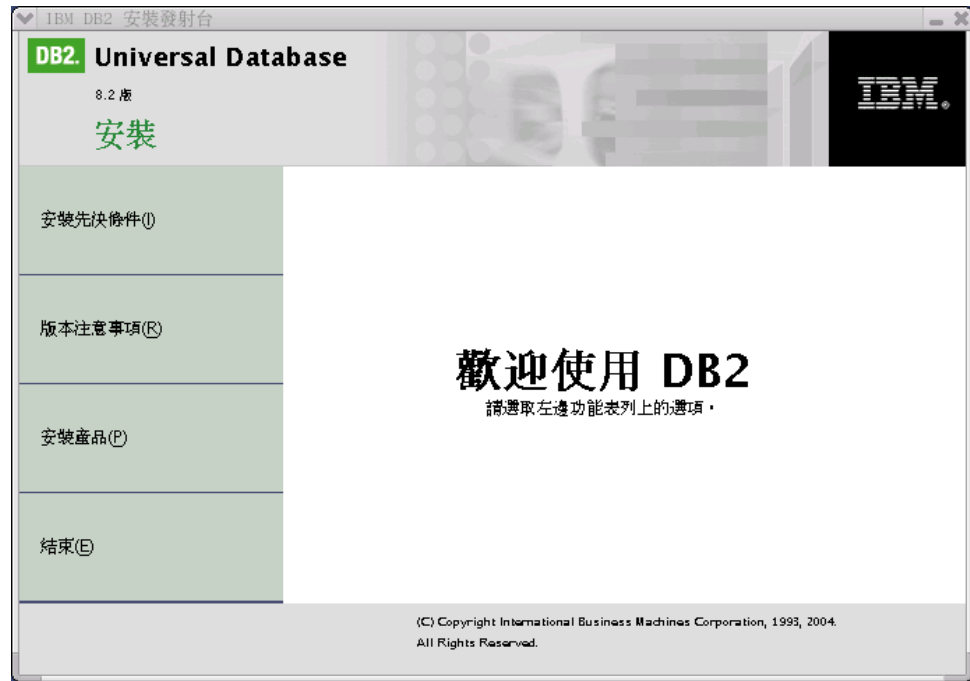 IBM DB2 安裝發射台
DB2. Universal Database
8.2 版
安裝
IBM.
安裝先決條件(I)
版本注意事項(R)
安裝產品(P)
結束(E)
歡迎使用 DB2
請選取左邊功能表列上的選項。
(C) Copyright International Business Machines Corporation, 1993, 2004.
All Rights Reserved.